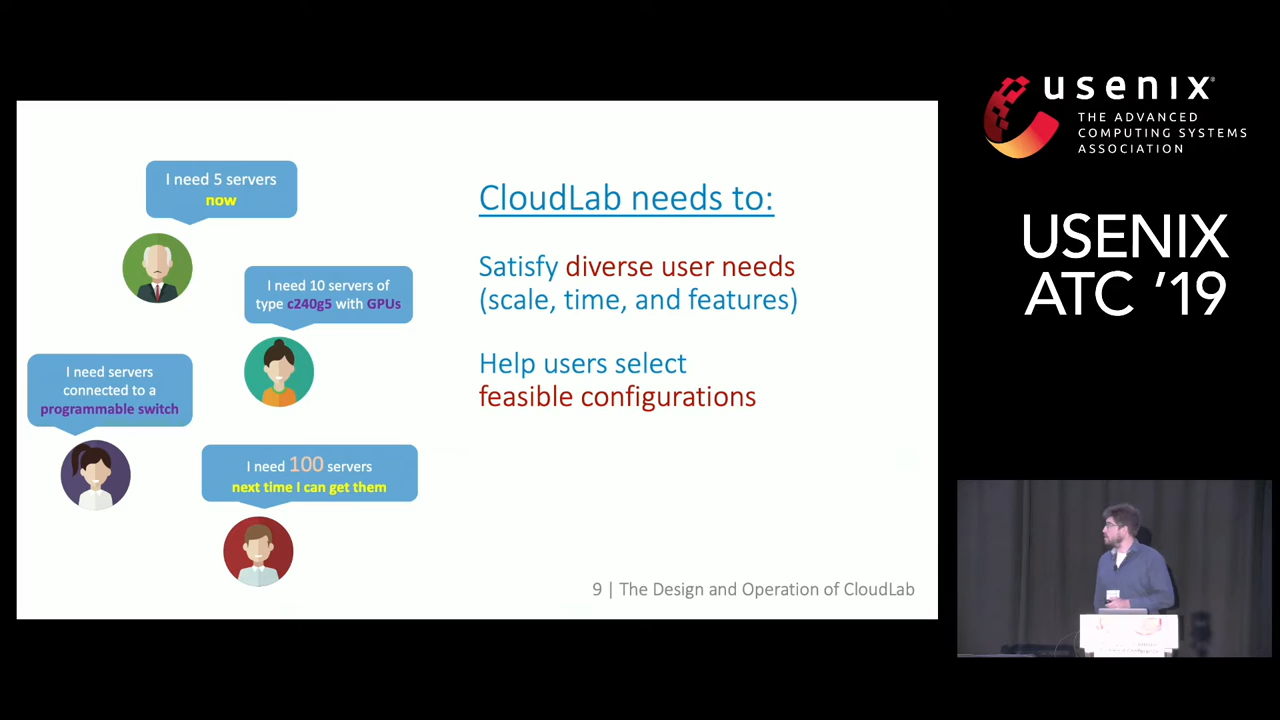 I need 5 servers
now
I need 10 servers of
type c240g5 with GPUs
I need servers
connected to a
programmable switch
I need 100 servers
next time I can get them
CloudLab needs to:
Satisfy diverse user needs
(scale, time, and features)
Help users select
feasible configurations
9 | The Design and Operation of CloudLab
usenix
THE ADVANCED
COMPUTING SYSTEMS
ASSOCIATION
USENIX
ATC '19